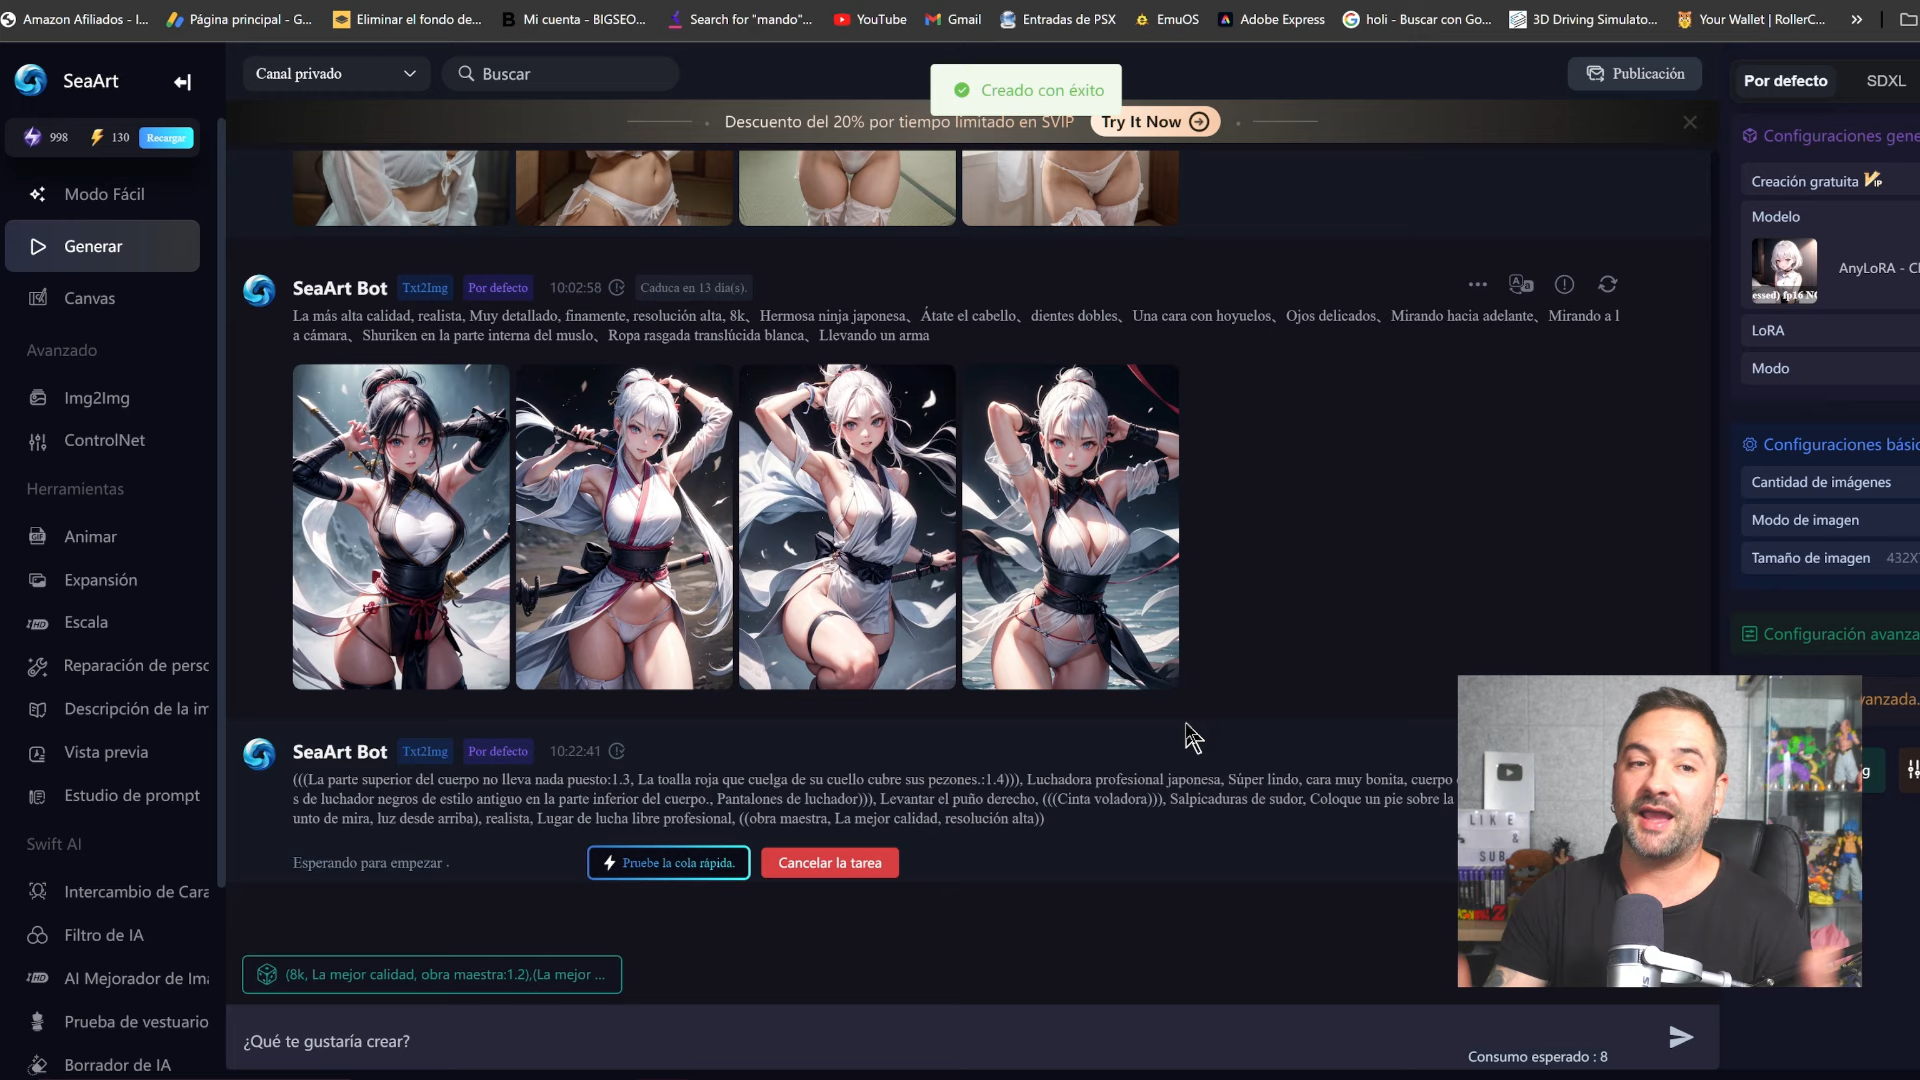 Amazon Afiliados - I...
Página principal - G...
Eliminar el fondo de...
Mi cuenta - BIGSEO...
Search for "mando"...
YouTube
Gmail
Entradas de PSX
EmuOS
Adobe Express
holi - Buscar con Go...
3D Driving Simulato...
Your Wallet | RollerC...
SeaArt
Canal privado
Buscar
Publicación
Por defecto
SDXL
Creado con éxito
Descuento del 20% por tiempo limitado en SVIP
Try It Now
998
130
Recargar
Configuraciones gene
Creación gratuita
VIP
Modelo
AnyLoRA - C
essed) fp16 N
LoRA
Modo
Modo Fácil
Generar
Canvas
Avanzado
Img2Img
ControlNet
Herramientas
Animar
Expansión
Escala
Reparación de persc
Descripción de la im
Vista previa
Estudio de prompt
Swift AI
Intercambio de Cara
Filtro de IA
AI Mejorador de Ima
Prueba de vestuario
Borrador de IA
SeaArt Bot
Txt2Img
Por defecto
10:02:58
Caduca en 13 día(s).
La más alta calidad, realista, Muy detallado, finamente, resolución alta, 8k、Hermosa ninja japonesa、Átate el cabello、dientes dobles、Una cara con hoyuelos、Ojos delicados、Mirando hacia adelante、Mirando a l
a cámara、Shuriken en la parte interna del muslo、Ropa rasgada translúcida blanca、Llevando un arma
Configuraciones básic
Cantidad de imágenes
Modo de imagen
Tamaño de imagen
432X
Configuración avanza
vanzada.
g
SeaArt Bot
Txt2Img
Por defecto
10:22:41
(((La parte superior del cuerpo no lleva nada puesto:1.3, La toalla roja que cuelga de su cuello cubre sus pezones.:1.4))), Luchadora profesional japonesa, Súper lindo, cara muy bonita, cuerpo
s de luchador negros de estilo antiguo en la parte inferior del cuerpo., Pantalones de luchador))), Levantar el puño derecho, (((Cinta voladora))), Salpicaduras de sudor, Coloque un pie sobre la
unto de mira, luz desde arriba), realista, Lugar de lucha libre profesional, ((obra maestra, La mejor calidad, resolución alta))
Esperando para empezar .
Pruebe la cola rápida.
Cancelar la tarea
LIKE
&
SUB
(8k, La mejor calidad, obra maestra:1.2),(La mejor ...
¿Qué te gustaría crear?
Consumo esperado : 8